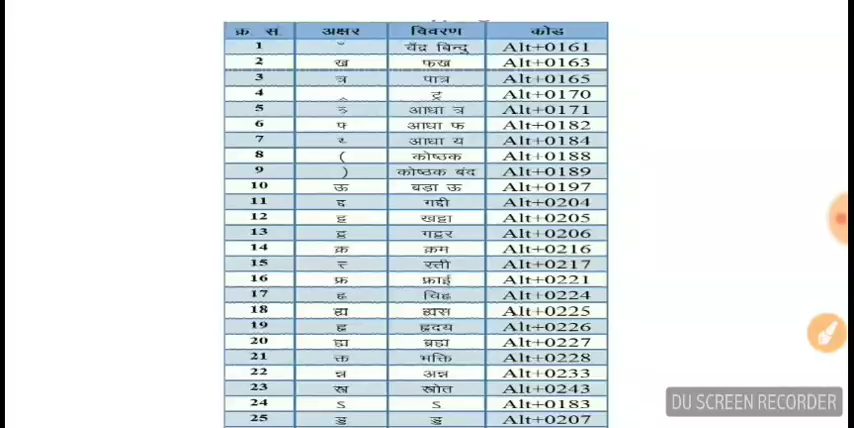 क्र. सं. अक्षर विवरण कोड
1 ँ चँद्र बिन्दु Alt+0161
2 ख फख Alt+0163
3 त्र पात्र Alt+0165
4 ्र ट्र Alt+0170
5 आधा त्र Alt+0171
6 फ् आधा फ Alt+0182
7 य् आधा य Alt+0184
8 ( कोष्ठक Alt+0188
9 ) कोष्ठक बंद Alt+0189
10 ऊ बड़ा ऊ Alt+0197
11 द्द गद्दी Alt+0204
12 ट्ट खट्टा Alt+0205
13 गट्ठर Alt+0206
14 क्र क्रम Alt+0216
15 त्त् रत्ती Alt+0217
16 फ्र फ्राई Alt+0221
17 ह्न चिह्न Alt+0224
18 ह्य ह्यस Alt+0225
19 हृ हृदय Alt+0226
20 ह्म ब्रह्म Alt+0227
21 क्त भक्ति Alt+0228
22 न्न अन्न Alt+0233
23 स्त्र स्त्रोत Alt+0243
24 ऽ ऽ Alt+0183
25 ड्ड ड्ड Alt+0207
DU SCREEN RECORDER